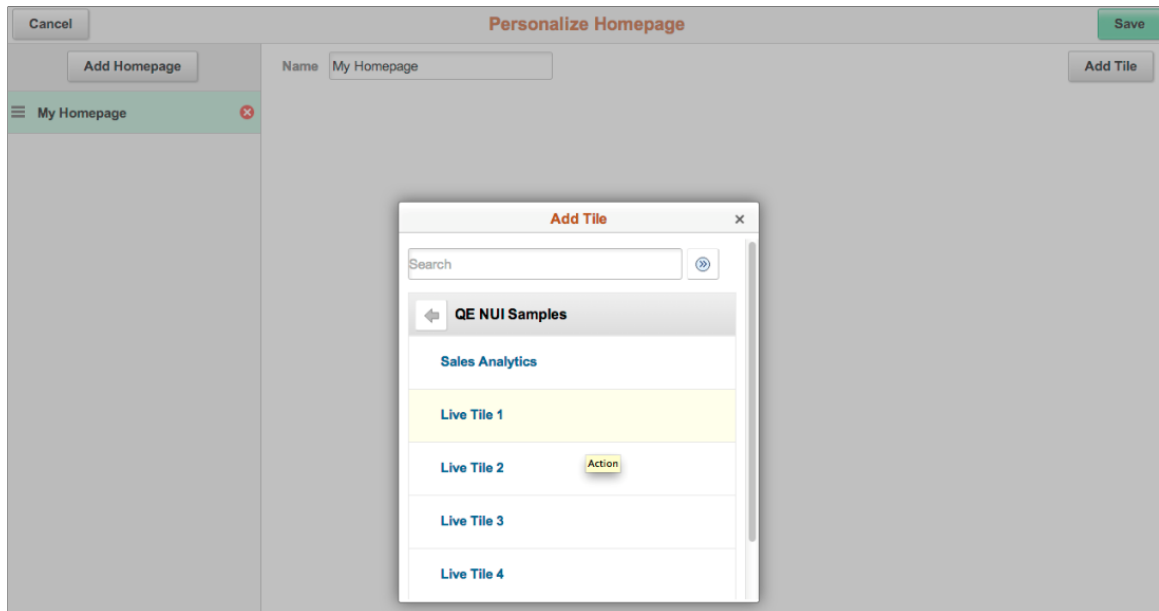 Cancel
Personalize Homepage
Save
Add Homepage
Name
My Homepage
Add Tile
My Homepage
Add Tile
Search
QE NUI Samples
Sales Analytics
Live Tile 1
Live Tile 2
Action
Live Tile 3
Live Tile 4